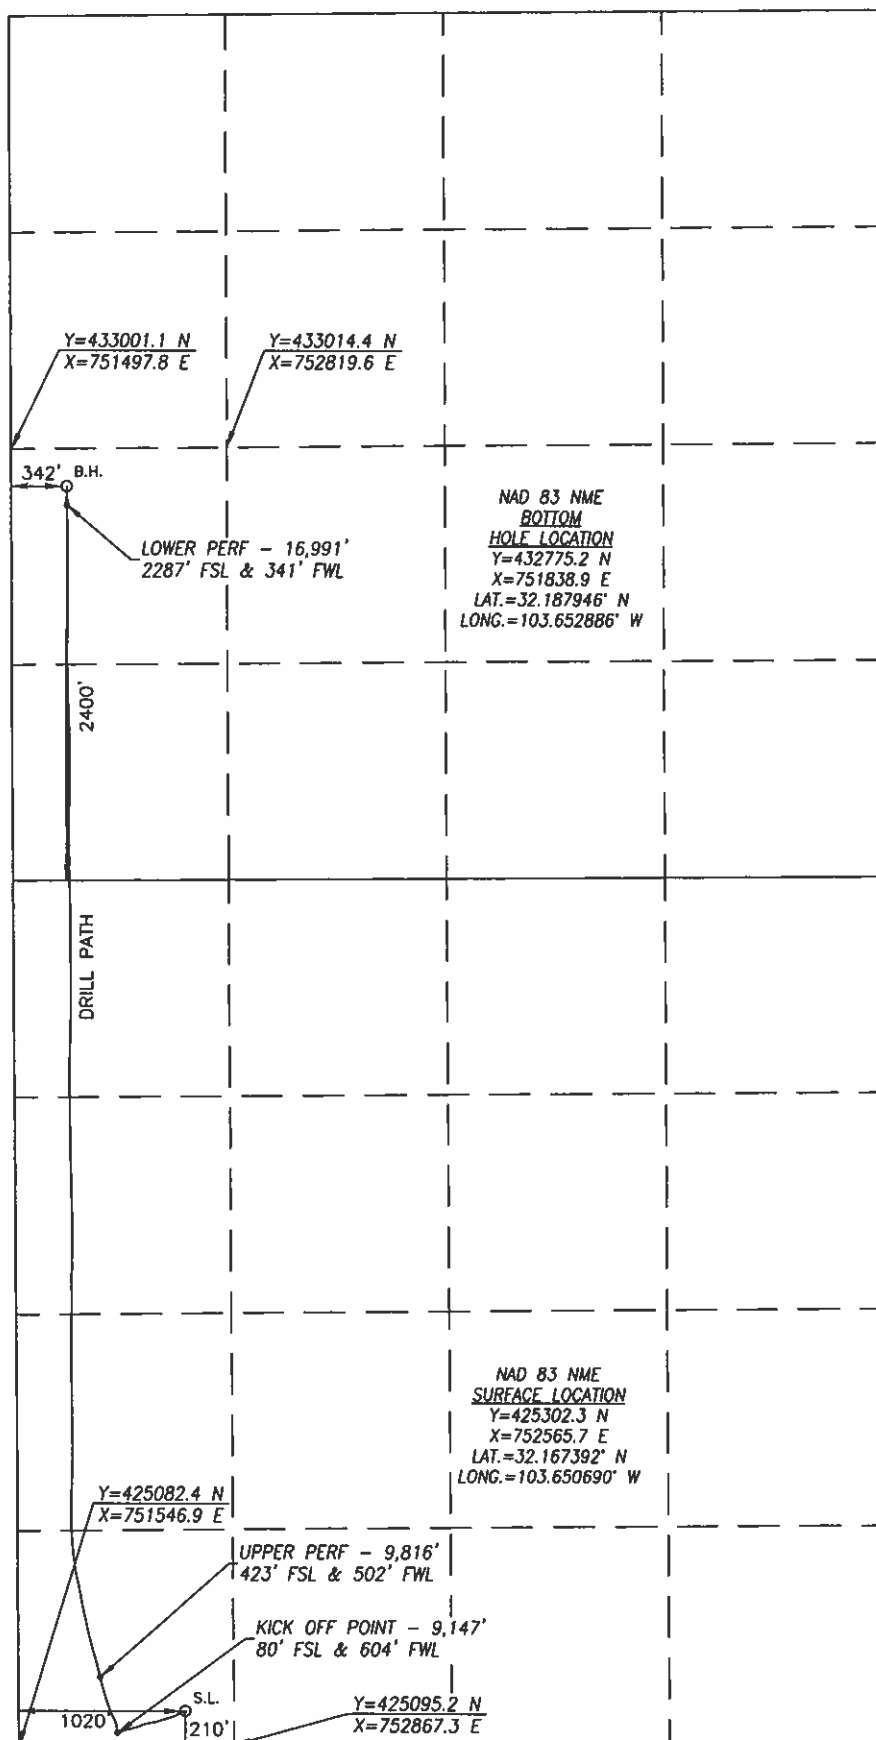 Y=433001.1 N
X=751497.8 E
Y=433014.4 N
X=752819.6 E
342' B.H.
LOWER PERF - 16,991'
2287' FSL & 341' FWL
NAD 83 NME
BOTTOM
HOLE LOCATION
Y=432775.2 N
X=751838.9 E
LAT.=32.187946° N
LONG.=103.652886° W
2400'
DRILL PATH
NAD 83 NME
SURFACE LOCATION
Y=425302.3 N
X=752565.7 E
LAT.=32.167392° N
LONG.=103.650690° W
Y=425082.4 N
X=751546.9 E
UPPER PERF - 9,816'
423' FSL & 502' FWL
KICK OFF POINT - 9,147'
80' FSL & 604' FWL
S.L.
1020'
210'
Y=425095.2 N
X=752867.3 E